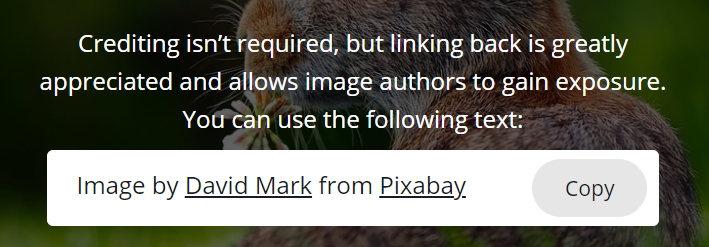 Crediting isn’t required, but linking back is greatly
appreciated and allows image authors to gain exposure.
You can use the following text:
Image by David Mark from Pixabay
Copy